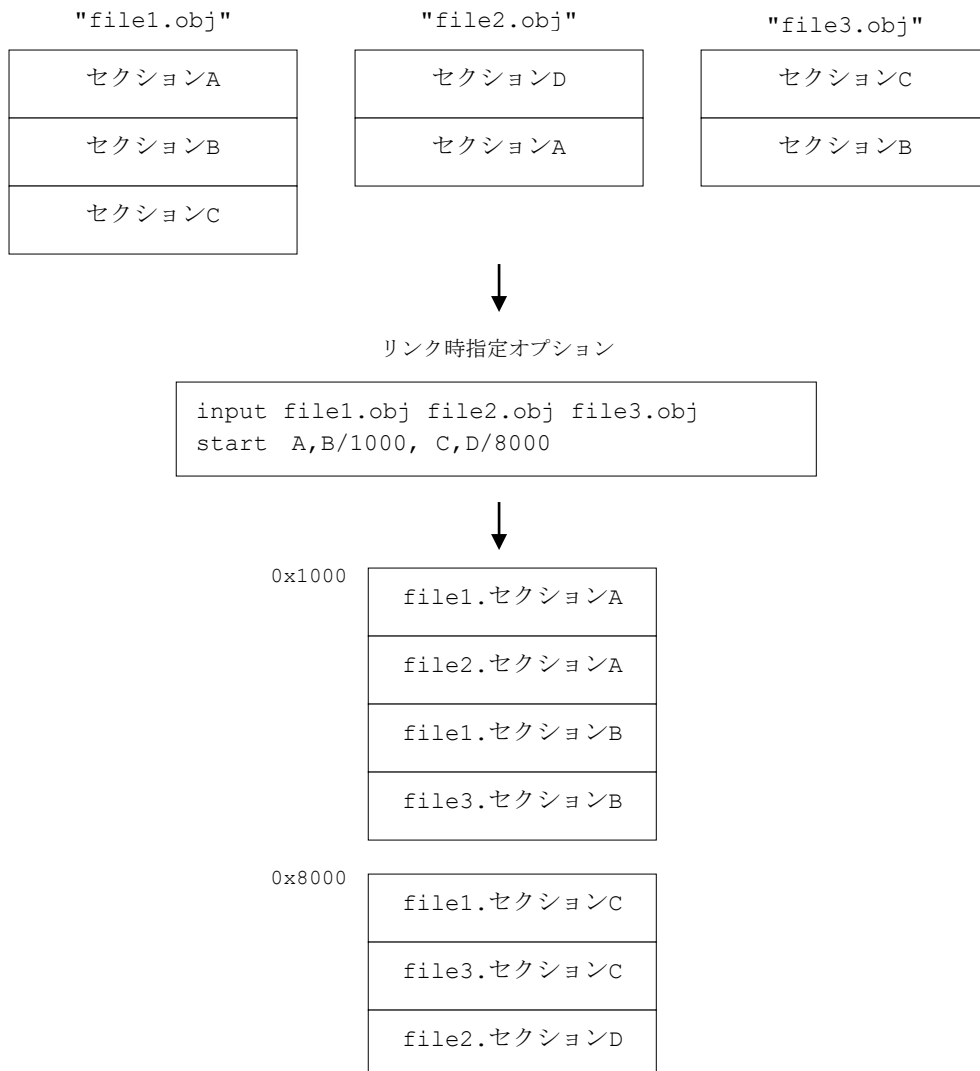 "file1.obj"
"file2.obj"
"file3.obj"
セクションA
セクションB
セクションC
セクションD
セクションA
セクションC
セクションB
リンク時指定オプション
input file1.obj file2.obj file3.obj
start A,B/1000, C,D/8000
0x1000
file1.セクションA
file2.セクションA
file1.セクションB
file3.セクションB
0x8000
file1.セクションC
file3.セクションC
file2.セクションD